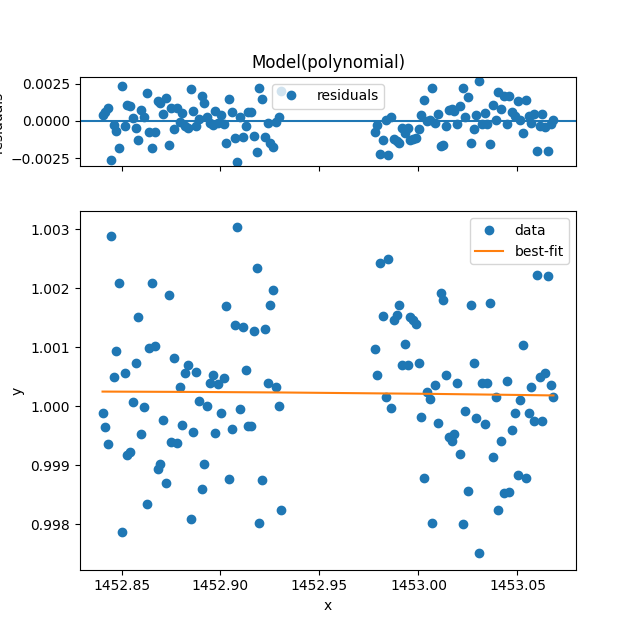 Model(polynomial)
residuals
0.0025
0.0000
−0.0025
residuals
1.003
1.002
1.001
1.000
0.999
0.998
y
data
best-fit
1452.85 1452.90 1452.95 1453.00 1453.05
x